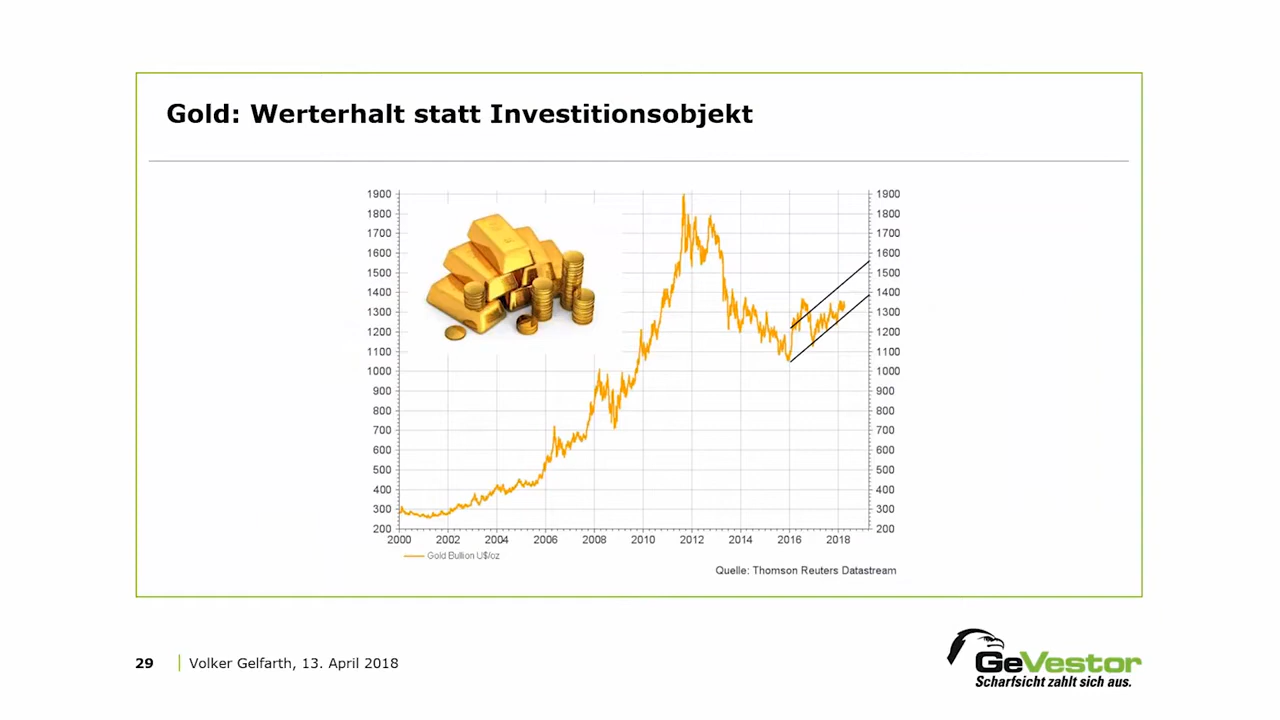 Gold: Werterhalt statt Investitionsobjekt
1900 1900
1800 1800
1700 1700
1600 1600
1500 1500
1400 1400
1300 1300
1200 1200
1100 1100
1000 1000
900 900
800 800
700 700
600 600
500 500
400 400
300 300
200 200
2000 2002 2004 2006 2008 2010 2012 2014 2016 2018
Gold Bullion U$/oz
Quelle: Thomson Reuters Datastream
29 Volker Gelfarth, 13. April 2018
GeVestor
Scharfsicht zahlt sich aus.